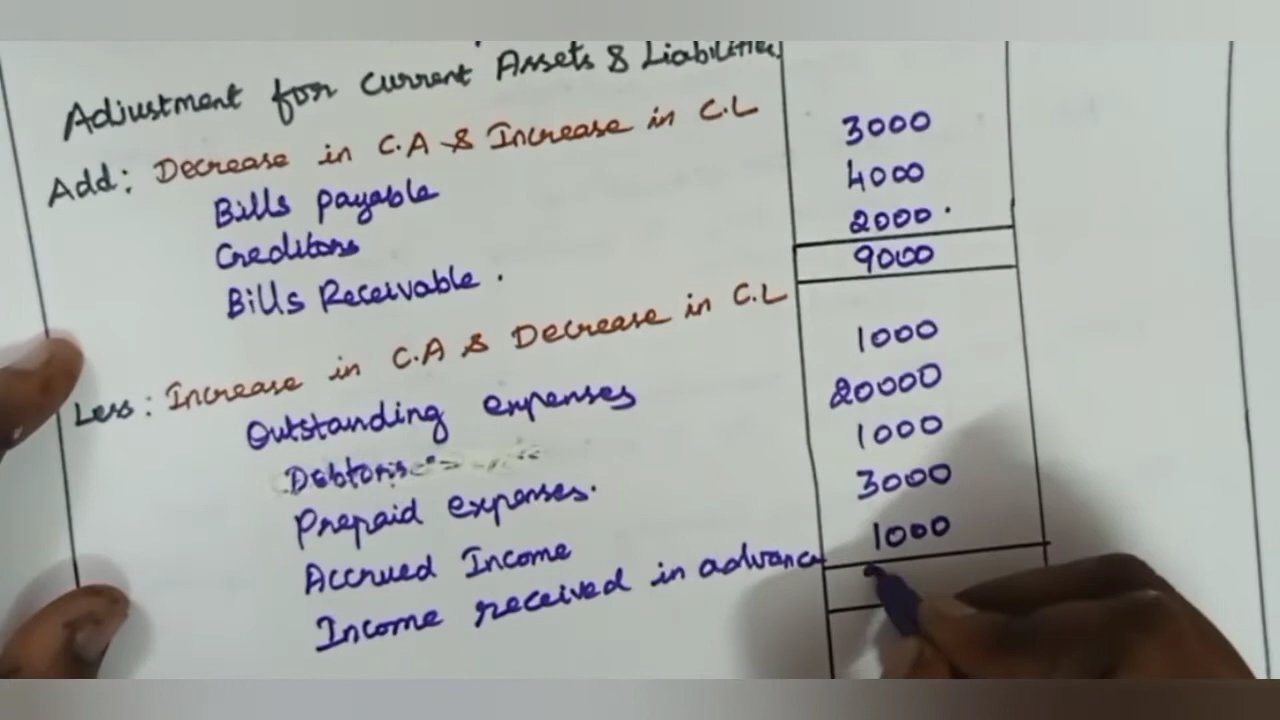 Adjustment for Current Assets & Liabilities
Add: Decrease in C.A & Increase in C.L
Bills payable 3000
Creditors 4000
Bills Receivable. 2000.
9000
Less: Increase in C.A & Decrease in C.L
Outstanding expenses 1000
Debtors 20000
Prepaid expenses. 1000
Accrued Income 3000
Income received in advance 1000